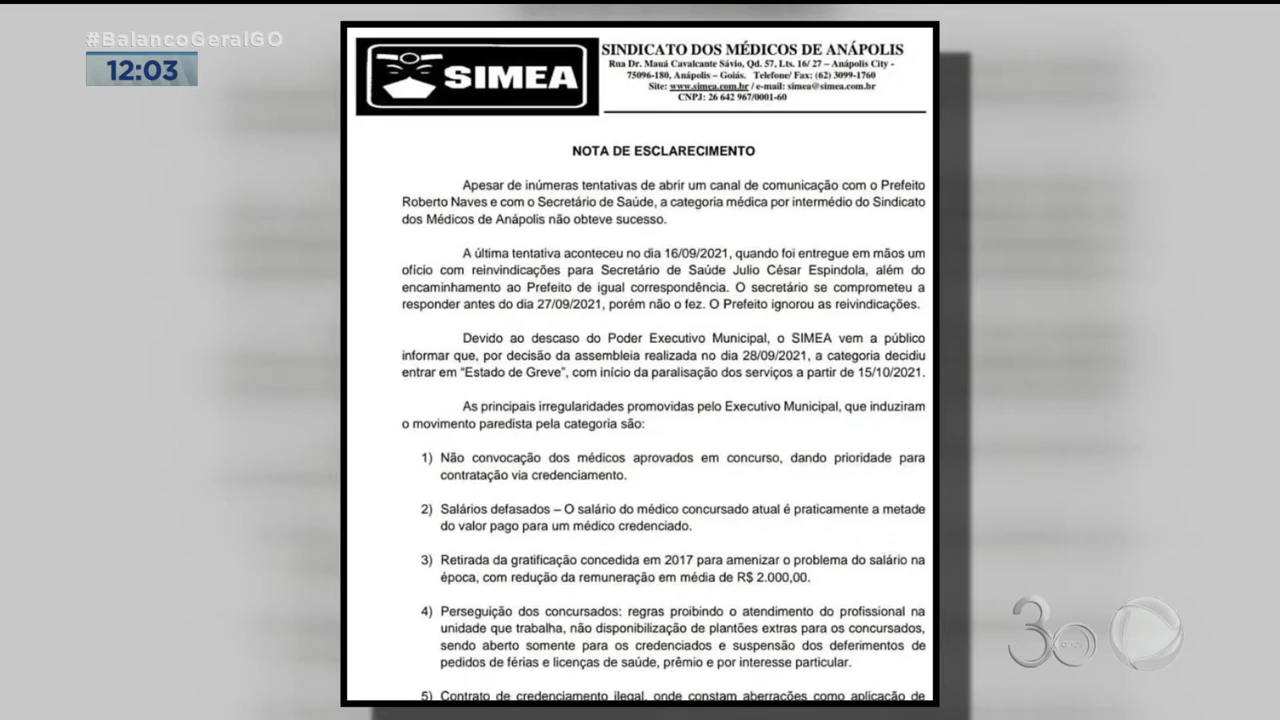 #BalancoGeralGO
12:03
SIMEA
SINDICATO DOS MÉDICOS DE ANÁPOLIS
Rua Dr. Mauá Cavalcante Sávio, Qd. 57, Lts. 16/ 27 – Anápolis City -
75096-180, Anápolis – Goiás. Telefone/ Fax: (62) 3099-1760
Site: www.simea.com.br / e-mail: simea@simea.com.br
CNPJ: 26 642 967/0001-60
NOTA DE ESCLARECIMENTO
Apesar de inúmeras tentativas de abrir um canal de comunicação com o Prefeito
Roberto Naves e com o Secretário de Saúde, a categoria médica por intermédio do Sindicato
dos Médicos de Anápolis não obteve sucesso.
A última tentativa aconteceu no dia 16/09/2021, quando foi entregue em mãos um
ofício com reinvindicações para Secretário de Saúde Julio César Espindola, além do
encaminhamento ao Prefeito de igual correspondência. O secretário se comprometeu a
responder antes do dia 27/09/2021, porém não o fez. O Prefeito ignorou as reivindicações.
Devido ao descaso do Poder Executivo Municipal, o SIMEA vem a público
informar que, por decisão da assembleia realizada no dia 28/09/2021, a categoria decidiu
entrar em “Estado de Greve”, com início da paralisação dos serviços a partir de 15/10/2021.
As principais irregularidades promovidas pelo Executivo Municipal, que induziram
o movimento paredista pela categoria são:
1) Não convocação dos médicos aprovados em concurso, dando prioridade para
contratação via credenciamento.
2) Salários defasados – O salário do médico concursado atual é praticamente a metade
do valor pago para um médico credenciado.
3) Retirada da gratificação concedida em 2017 para amenizar o problema do salário na
época, com redução da remuneração em média de R$ 2.000,00.
4) Perseguição dos concursados: regras proibindo o atendimento do profissional na
unidade que trabalha, não disponibilização de plantões extras para os concursados,
sendo aberto somente para os credenciados e suspensão dos deferimentos de
pedidos de férias e licenças de saúde, prêmio e por interesse particular.
5) Contrato de credenciamento ilegal, onde constam aberrações como aplicação de
30